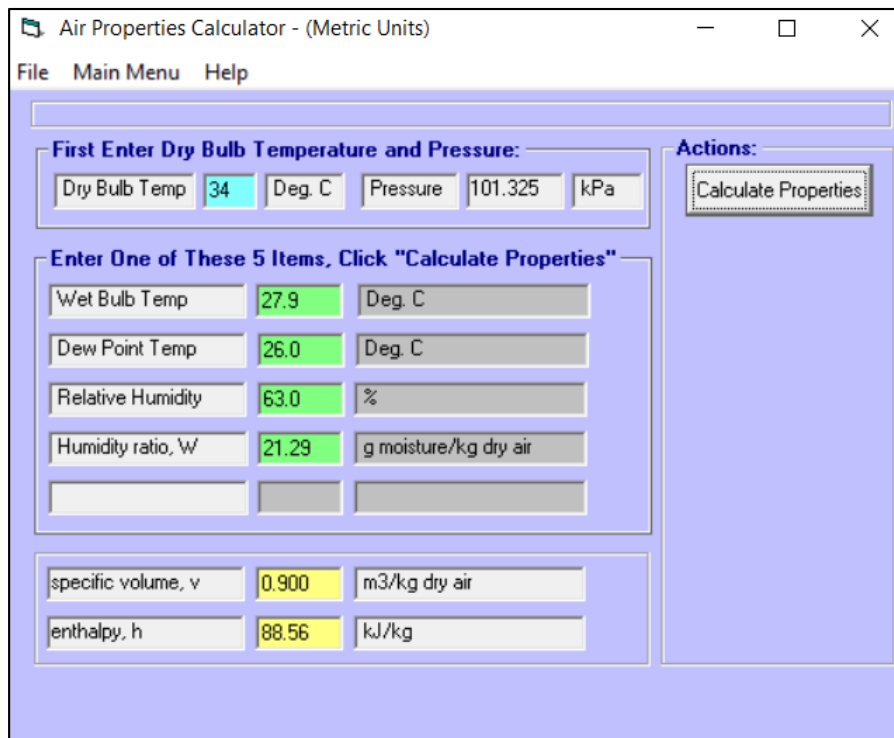 Air Properties Calculator - (Metric Units)
File Main Menu Help
First Enter Dry Bulb Temperature and Pressure:
Dry Bulb Temp 34 Deg. C Pressure 101.325 kPa
Actions:
Calculate Properties
Enter One of These 5 Items, Click "Calculate Properties"
Wet Bulb Temp 27.9 Deg. C
Dew Point Temp 26.0 Deg. C
Relative Humidity 63.0 %
Humidity ratio, W 21.29 g moisture/kg dry air
specific volume, v 0.900 m3/kg dry air
enthalpy, h 88.56 kJ/kg